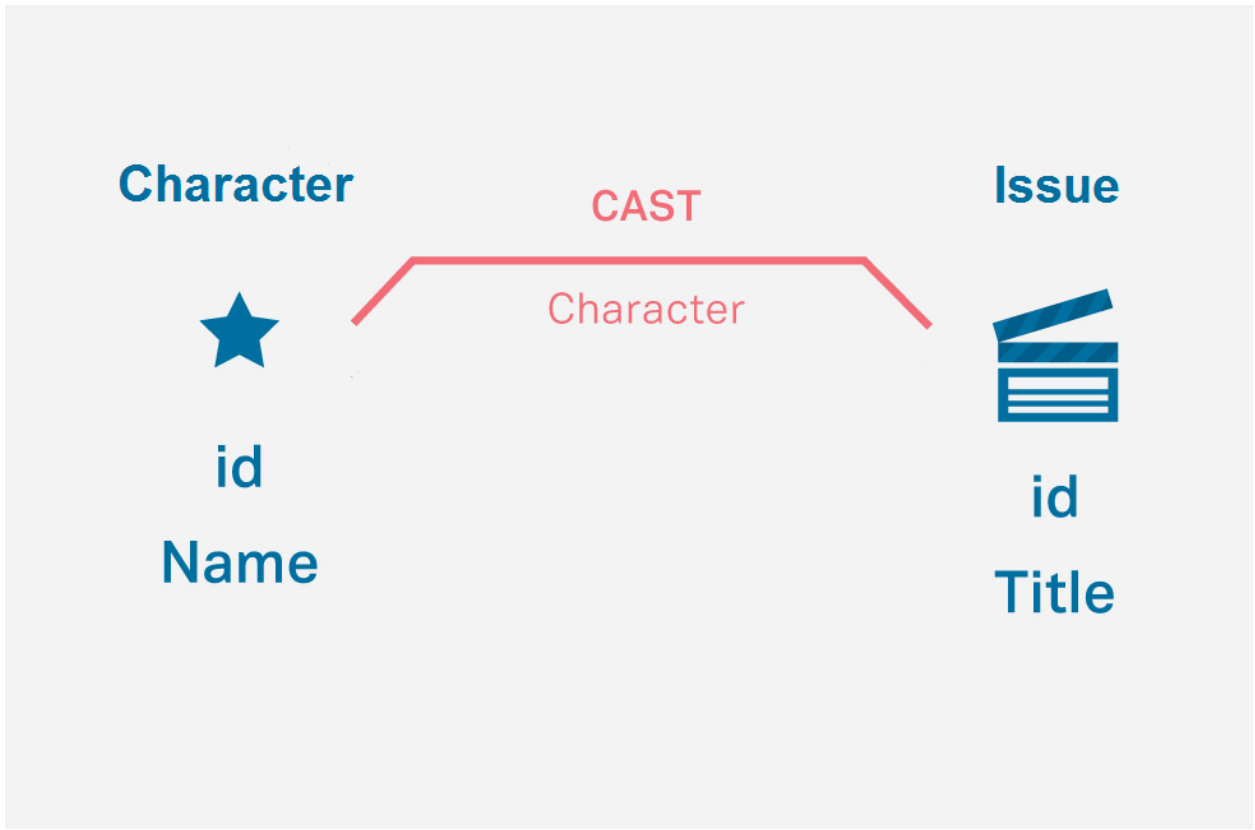 Character
CAST
Issue
Character
id
Name
id
Title